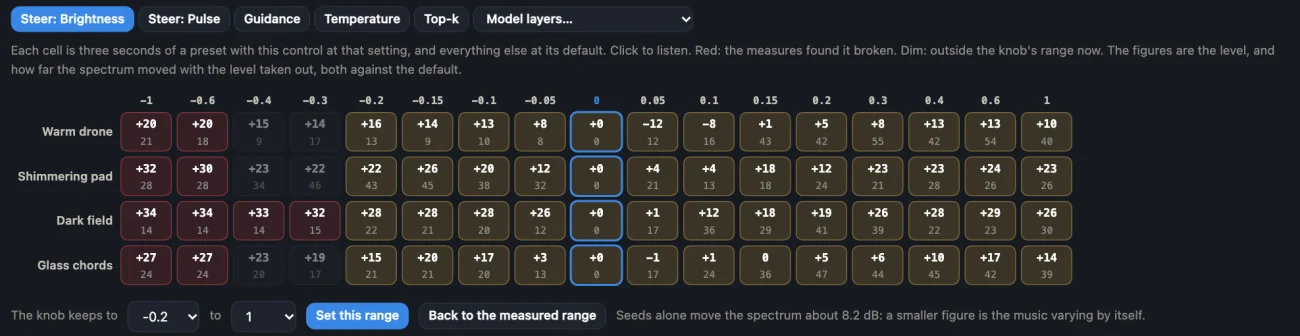 Steer: Brightness Steer: Pulse Guidance Temperature Top-k Model layers...
Each cell is three seconds of a preset with this control at that setting, and everything else at its default. Click to listen. Red: the measures found it broken. Dim: outside the knob's range now. The figures are the level, and
how far the spectrum moved with the level taken out, both against the default.
−1 −0.6 −0.4 −0.3 −0.2 −0.15 −0.1 −0.05 0 0.05 0.1 0.15 0.2 0.3 0.4 0.6 1
Warm drone +20 +20 +15 +14 +16 +14 +13 +8 +0 −12 −8 +1 +5 +8 +13 +13 +10
21 18 9 17 13 9 10 8 0 12 16 43 42 55 42 54 40
Shimmering pad +32 +30 +23 +22 +22 +26 +20 +12 +0 +4 +4 +18 +12 +23 +23 +24 +23
28 28 34 46 43 45 38 32 0 21 13 18 24 21 28 26 26
Dark field +34 +34 +33 +32 +28 +28 +28 +26 +0 +1 +12 +18 +19 +26 +22 +29 +26
14 14 14 15 22 21 20 12 0 17 36 29 41 39 28 23 30
Glass chords +27 +27 +23 +19 +15 +20 +17 +3 +0 −1 +1 0 +5 +6 +10 +17 +14
24 24 20 17 21 21 20 13 0 17 24 36 47 44 45 42 39
The knob keeps to -0.2 to 1 Set this range Back to the measured range Seeds alone move the spectrum about 8.2 dB: a smaller figure is the music varying by itself.